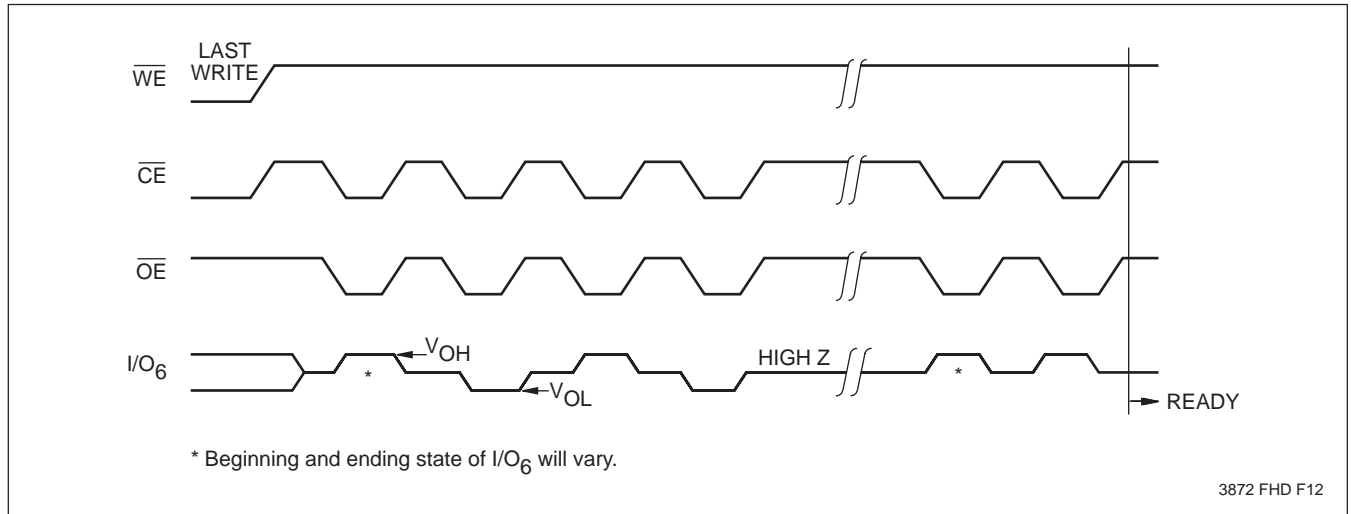 LAST
WRITE
WE
CE
OE
I/O6
VOH
VOL
HIGH Z
*
*
READY
* Beginning and ending state of I/O6 will vary.
3872 FHD F12